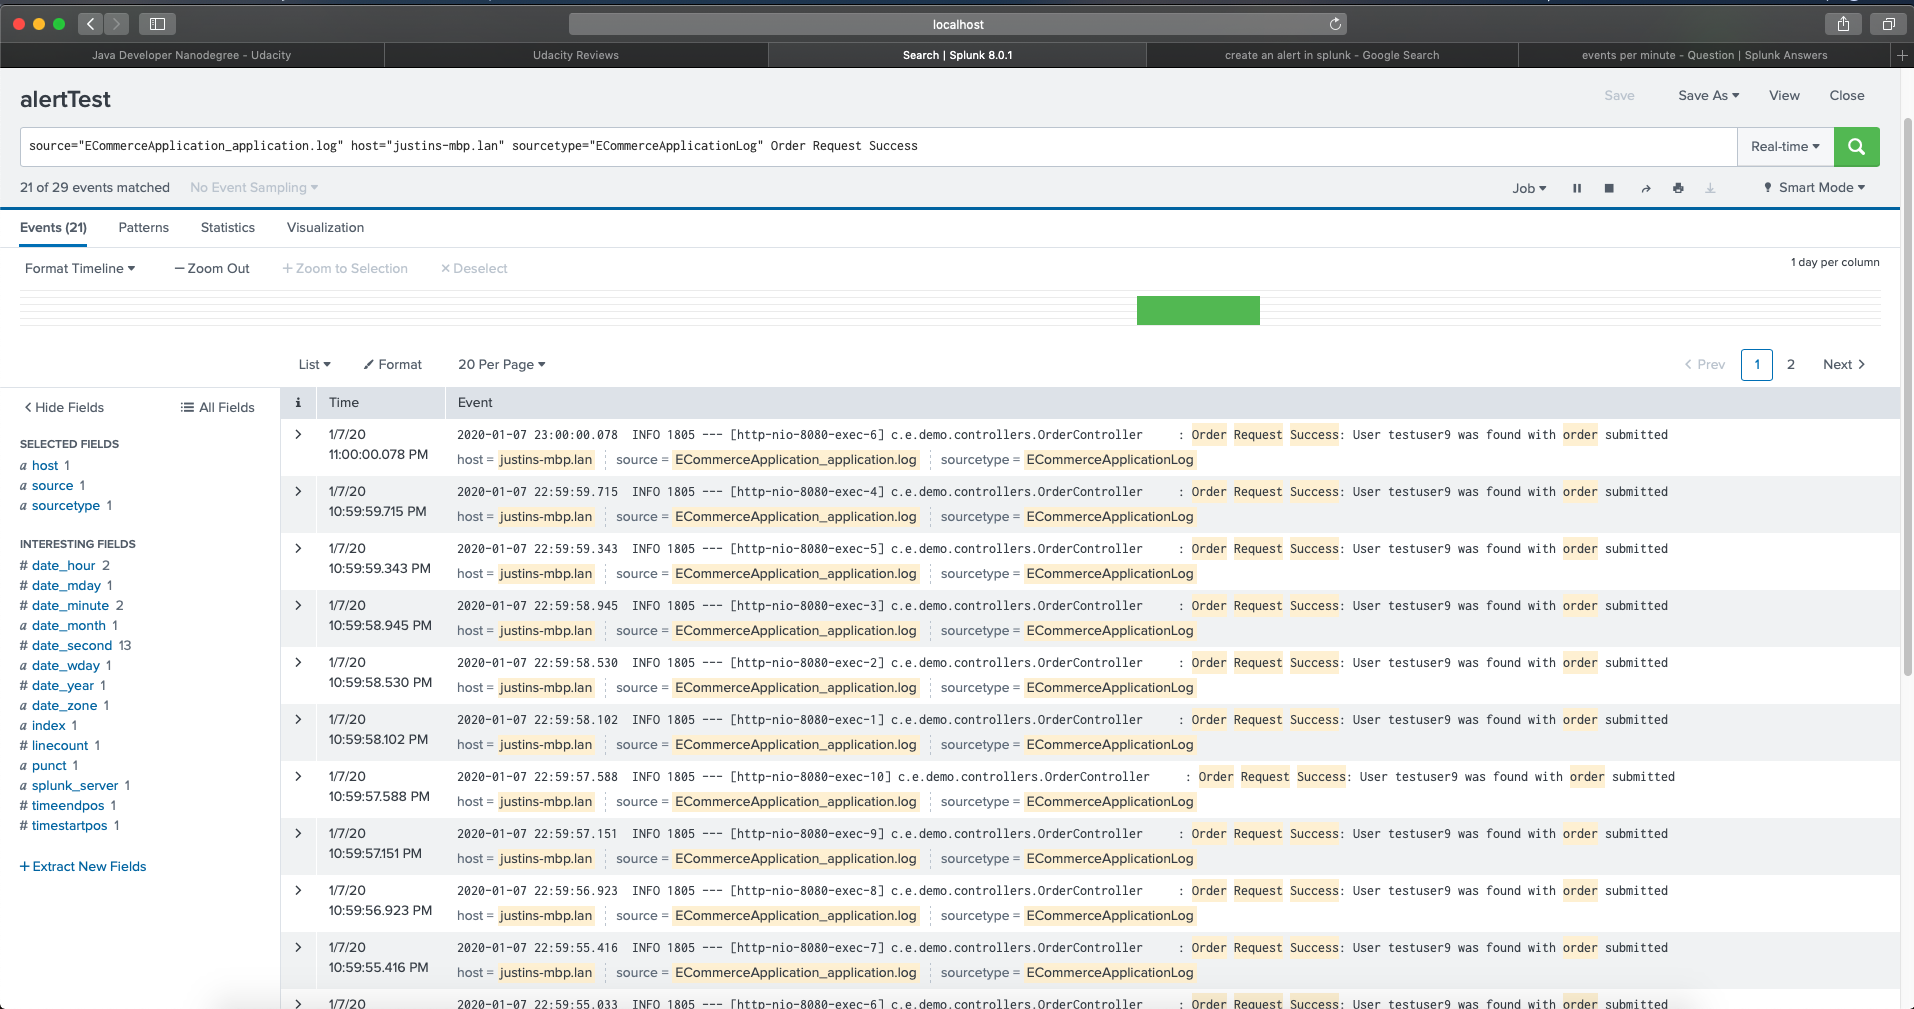 localhost
Java Developer Nanodegree - Udacity
Udacity Reviews
Search | Splunk 8.0.1
create an alert in splunk - Google Search
events per minute - Question | Splunk Answers
alertTest
Save
Save As
View
Close
source="ECommerceApplication_application.log" host="justins-mbp.lan" sourcetype="ECommerceApplicationLog" Order Request Success
Real-time
21 of 29 events matched
No Event Sampling
Job
Smart Mode
Events (21)
Patterns
Statistics
Visualization
Format Timeline
— Zoom Out
+ Zoom to Selection
× Deselect
1 day per column
List
Format
20 Per Page
< Prev
1
2
Next >
< Hide Fields
All Fields
SELECTED FIELDS
a host 1
a source 1
a sourcetype 1
INTERESTING FIELDS
# date_hour 2
# date_mday 1
# date_minute 2
a date_month 1
# date_second 13
a date_wday 1
# date_year 1
a date_zone 1
a index 1
# linecount 1
a punct 1
a splunk_server 1
# timeendpos 1
# timestartpos 1
+ Extract New Fields
i Time Event
> 1/7/20 2020-01-07 23:00:00.078 INFO 1805 --- [http-nio-8080-exec-6] c.e.demo.controllers.OrderController : Order Request Success: User testuser9 was found with order submitted
11:00:00.078 PM host = justins-mbp.lan source = ECommerceApplication_application.log sourcetype = ECommerceApplicationLog
> 1/7/20 2020-01-07 22:59:59.715 INFO 1805 --- [http-nio-8080-exec-4] c.e.demo.controllers.OrderController : Order Request Success: User testuser9 was found with order submitted
10:59:59.715 PM host = justins-mbp.lan source = ECommerceApplication_application.log sourcetype = ECommerceApplicationLog
> 1/7/20 2020-01-07 22:59:59.343 INFO 1805 --- [http-nio-8080-exec-5] c.e.demo.controllers.OrderController : Order Request Success: User testuser9 was found with order submitted
10:59:59.343 PM host = justins-mbp.lan source = ECommerceApplication_application.log sourcetype = ECommerceApplicationLog
> 1/7/20 2020-01-07 22:59:58.945 INFO 1805 --- [http-nio-8080-exec-3] c.e.demo.controllers.OrderController : Order Request Success: User testuser9 was found with order submitted
10:59:58.945 PM host = justins-mbp.lan source = ECommerceApplication_application.log sourcetype = ECommerceApplicationLog
> 1/7/20 2020-01-07 22:59:58.530 INFO 1805 --- [http-nio-8080-exec-2] c.e.demo.controllers.OrderController : Order Request Success: User testuser9 was found with order submitted
10:59:58.530 PM host = justins-mbp.lan source = ECommerceApplication_application.log sourcetype = ECommerceApplicationLog
> 1/7/20 2020-01-07 22:59:58.102 INFO 1805 --- [http-nio-8080-exec-1] c.e.demo.controllers.OrderController : Order Request Success: User testuser9 was found with order submitted
10:59:58.102 PM host = justins-mbp.lan source = ECommerceApplication_application.log sourcetype = ECommerceApplicationLog
> 1/7/20 2020-01-07 22:59:57.588 INFO 1805 --- [http-nio-8080-exec-10] c.e.demo.controllers.OrderController : Order Request Success: User testuser9 was found with order submitted
10:59:57.588 PM host = justins-mbp.lan source = ECommerceApplication_application.log sourcetype = ECommerceApplicationLog
> 1/7/20 2020-01-07 22:59:57.151 INFO 1805 --- [http-nio-8080-exec-9] c.e.demo.controllers.OrderController : Order Request Success: User testuser9 was found with order submitted
10:59:57.151 PM host = justins-mbp.lan source = ECommerceApplication_application.log sourcetype = ECommerceApplicationLog
> 1/7/20 2020-01-07 22:59:56.923 INFO 1805 --- [http-nio-8080-exec-8] c.e.demo.controllers.OrderController : Order Request Success: User testuser9 was found with order submitted
10:59:56.923 PM host = justins-mbp.lan source = ECommerceApplication_application.log sourcetype = ECommerceApplicationLog
> 1/7/20 2020-01-07 22:59:55.416 INFO 1805 --- [http-nio-8080-exec-7] c.e.demo.controllers.OrderController : Order Request Success: User testuser9 was found with order submitted
10:59:55.416 PM host = justins-mbp.lan source = ECommerceApplication_application.log sourcetype = ECommerceApplicationLog
> 1/7/20 2020-01-07 22:59:55.033 INFO 1805 --- [http-nio-8080-exec-6] c.e.demo.controllers.OrderController : Order Request Success: User testuser9 was found with order submitted